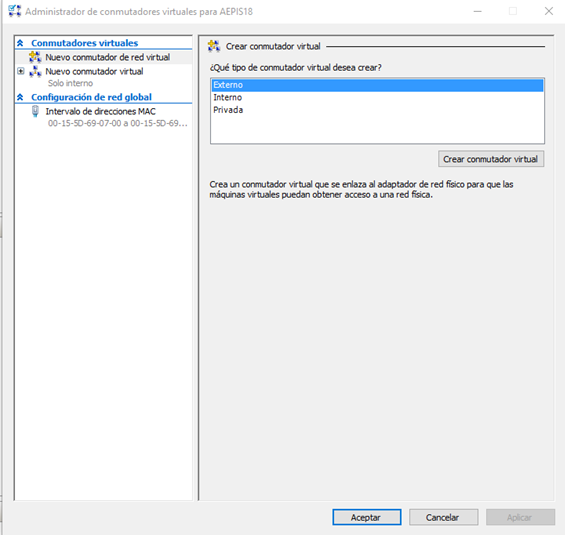 Administrador de conmutadores virtuales para AEPIS18
Conmutadores virtuales
Nuevo conmutador de red virtual
Nuevo conmutador virtual
Solo interno
Configuración de red global
Intervalo de direcciones MAC
00-15-5D-69-07-00 a 00-15-5D-69...
Crear conmutador virtual
¿Qué tipo de conmutador virtual desea crear?
Externo
Interno
Privada
Crear conmutador virtual
Crea un conmutador virtual que se enlaza al adaptador de red físico para que las
máquinas virtuales puedan obtener acceso a una red física.
Aceptar
Cancelar
Aplicar